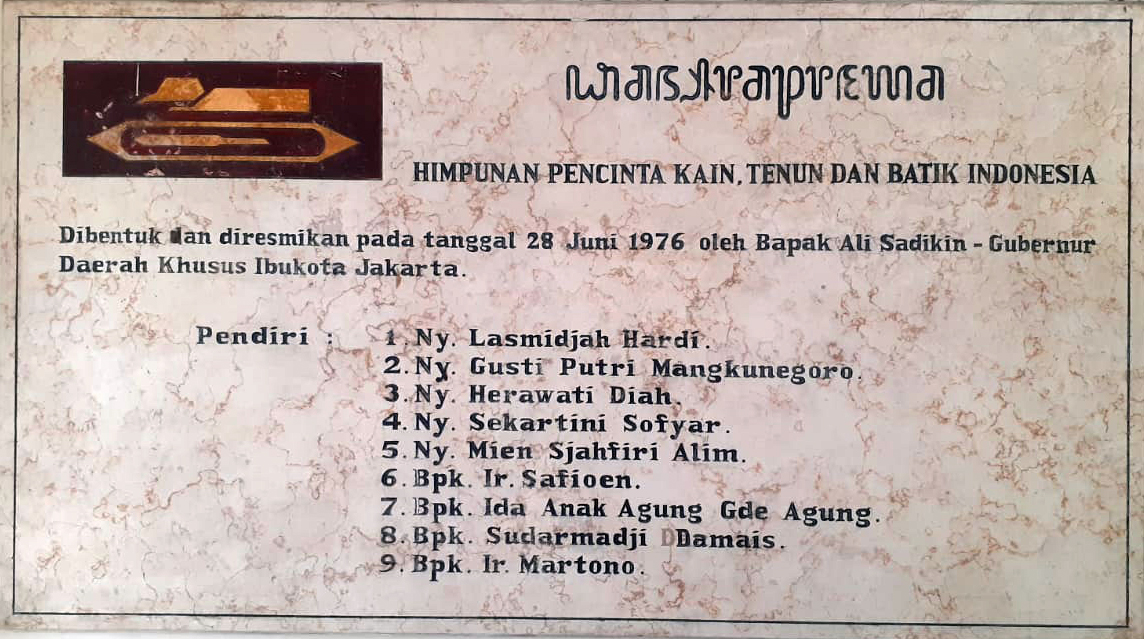 Wastraprema
HIMPUNAN PENCINTA KAIN, TENUN DAN BATIK INDONESIA
Dibentuk dan diresmikan pada tanggal 28 Juni 1976 oleh Bapak Ali Sadikin - Gubernur
Daerah Khusus Ibukota Jakarta.
Pendiri : 1. Ny. Lasmidjah Hardi.
2. Ny. Gusti Putri Mangkunegoro.
3. Ny. Herawati Diah.
4. Ny. Sekartini Sofyar.
5. Ny. Mien Sjahfiri Alim.
6. Bpk. Ir. Safioen.
7. Bpk. Ida Anak Agung Gde Agung.
8. Bpk. Sudarmadji Damais.
9. Bpk. Ir. Martono.